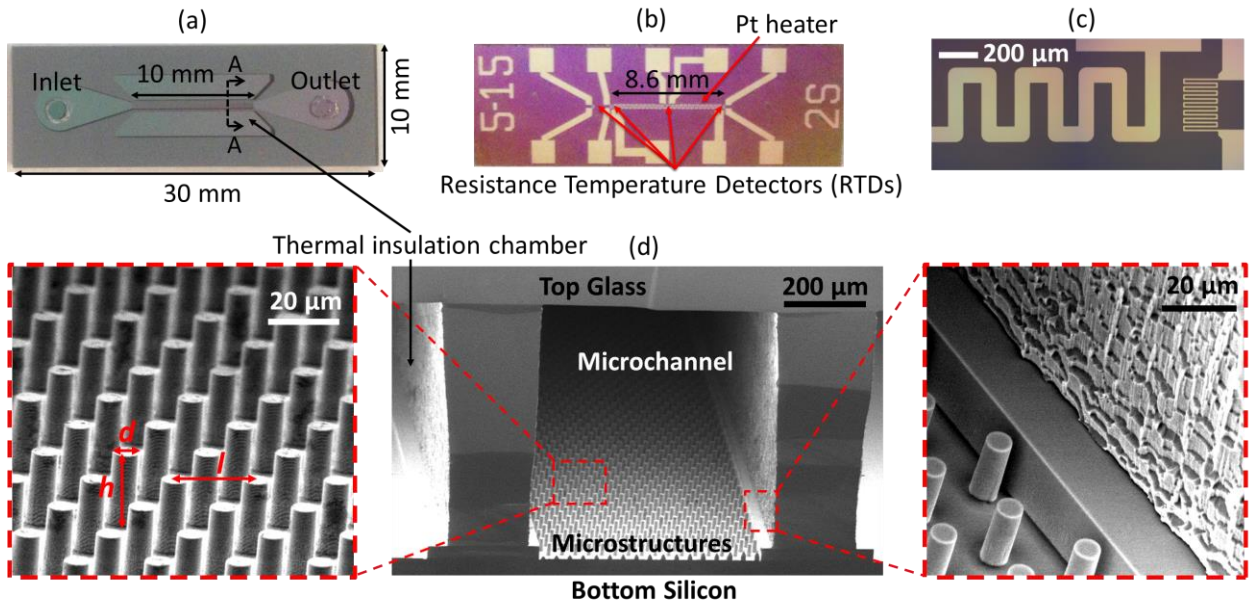 (a)
Inlet
10 mm
A
Outlet
A
10 mm
30 mm
(b)
Pt heater
5-15
8.6 mm
2S
Resistance Temperature Detectors (RTDs)
(c)
200 µm
Thermal insulation chamber
(d)
20 µm
d
h
l
Top Glass
200 µm
Microchannel
Microstructures
Bottom Silicon
20 µm